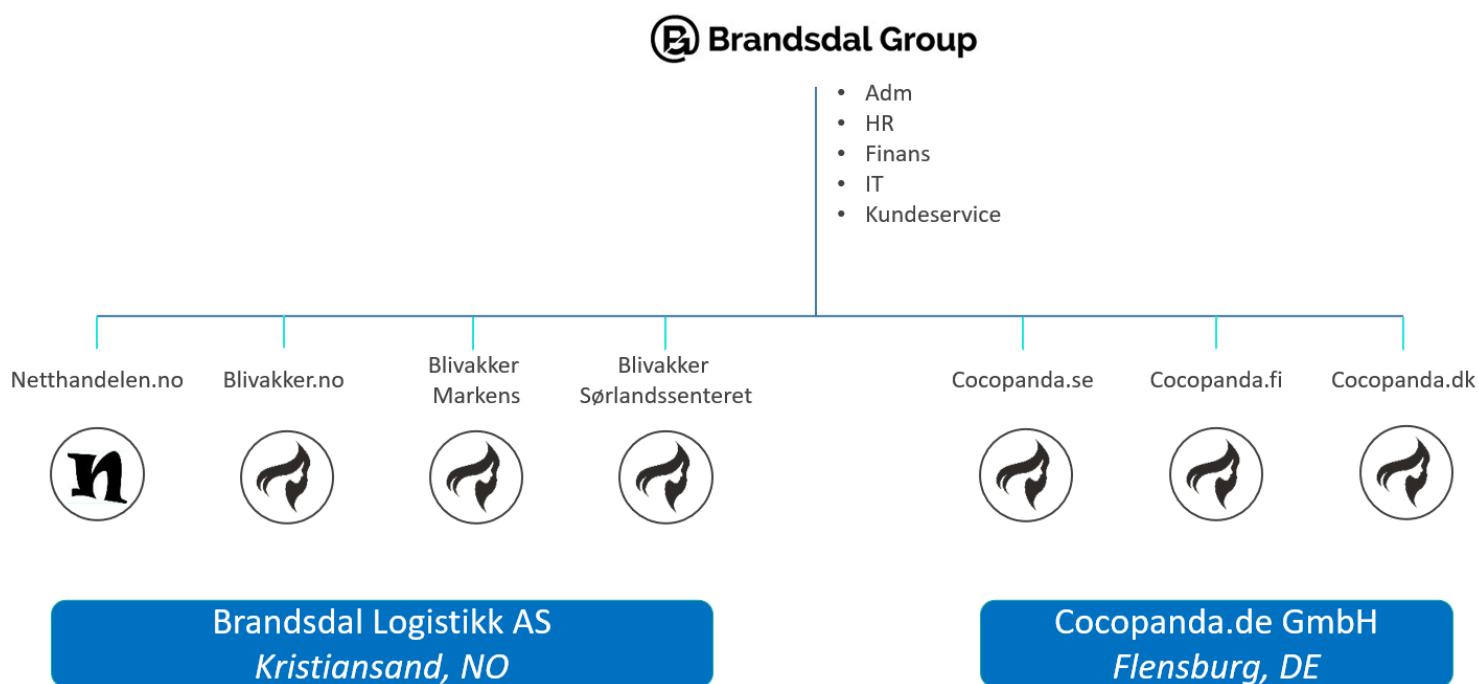 Brandsdal Group
• Adm
• HR
• Finans
• IT
• Kundeservice
Netthandelen.no
Blivakker.no
Blivakker
Markens
Blivakker
Sørlandssenteret
Cocopanda.se
Cocopanda.fi
Cocopanda.dk
n
Brandsdal Logistikk AS
Kristiansand, NO
Cocopanda.de GmbH
Flensburg, DE